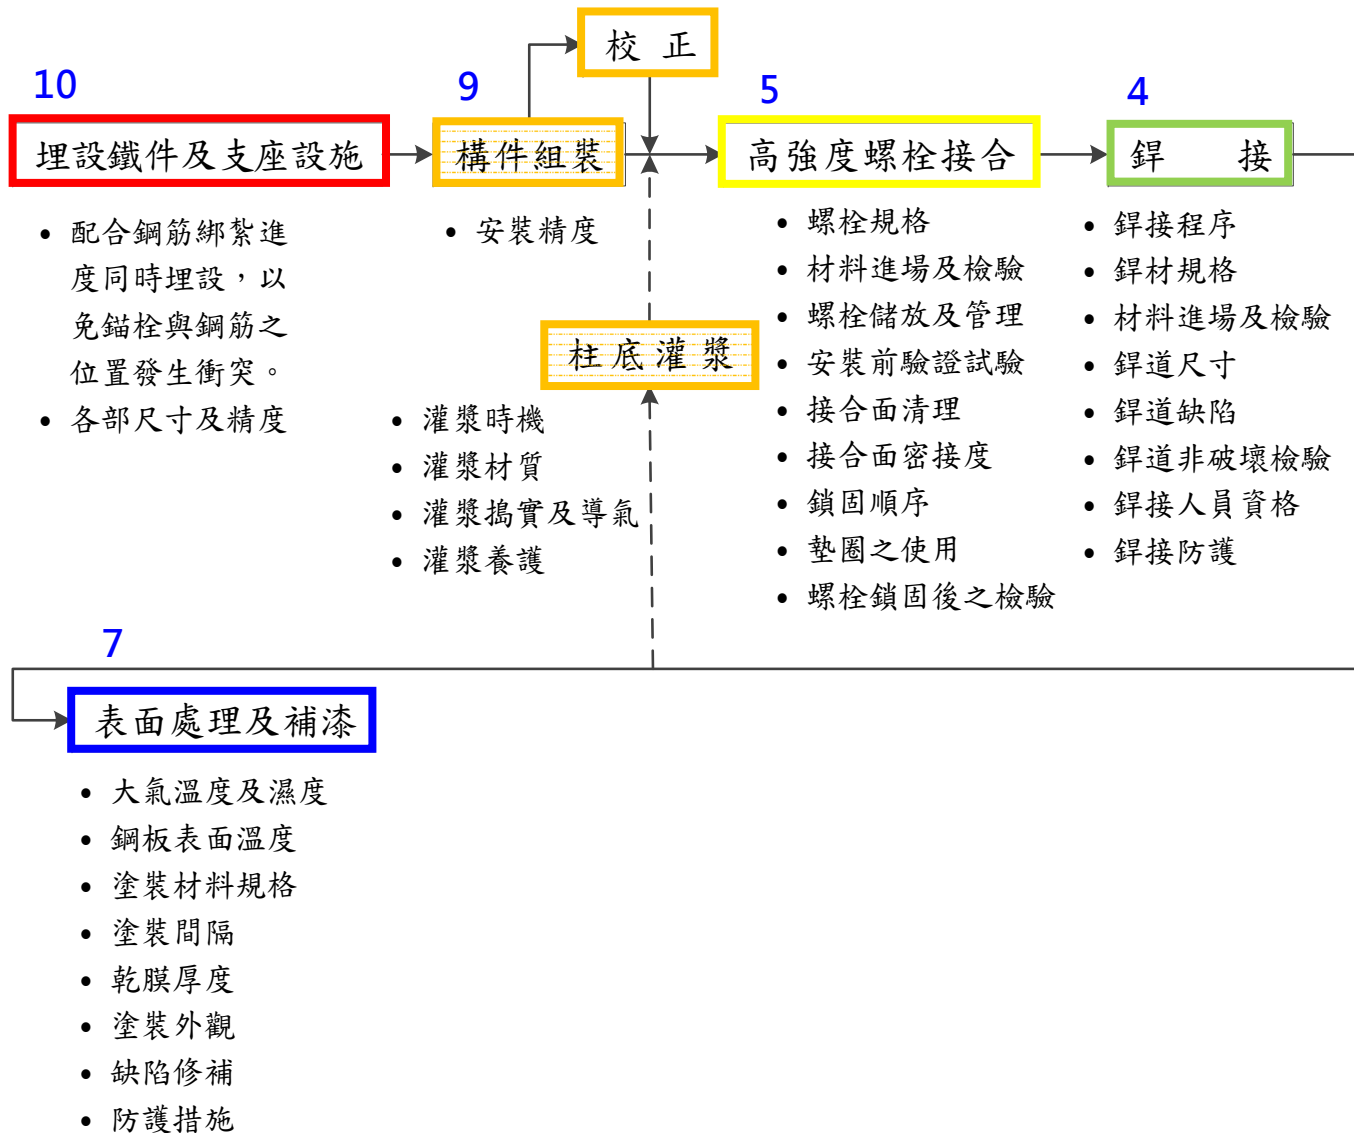 校 正
10
9
5
4
埋設鐵件及支座設施
構件組裝
高強度螺栓接合
銲 接
• 配合鋼筋綁紮進
度同時埋設，以
免錨栓與鋼筋之
位置發生衝突。
• 各部尺寸及精度
• 安裝精度
柱底灌漿
• 灌漿時機
• 灌漿材質
• 灌漿搗實及導氣
• 灌漿養護
• 螺栓規格
• 材料進場及檢驗
• 螺栓儲放及管理
• 安裝前驗證試驗
• 接合面清理
• 接合面密接度
• 鎖固順序
• 墊圈之使用
• 螺栓鎖固後之檢驗
• 銲接程序
• 銲材規格
• 材料進場及檢驗
• 銲道尺寸
• 銲道缺陷
• 銲道非破壞檢驗
• 銲接人員資格
• 銲接防護
7
表面處理及補漆
• 大氣溫度及濕度
• 鋼板表面溫度
• 塗裝材料規格
• 塗裝間隔
• 乾膜厚度
• 塗裝外觀
• 缺陷修補
• 防護措施